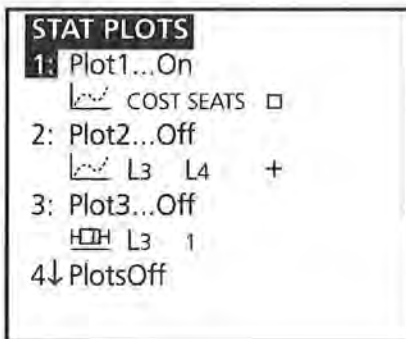 STAT PLOTS
1: Plot1...On
COST SEATS □
2: Plot2...Off
L3 L4 +
3: Plot3...Off
L3 1
4↓PlotsOff